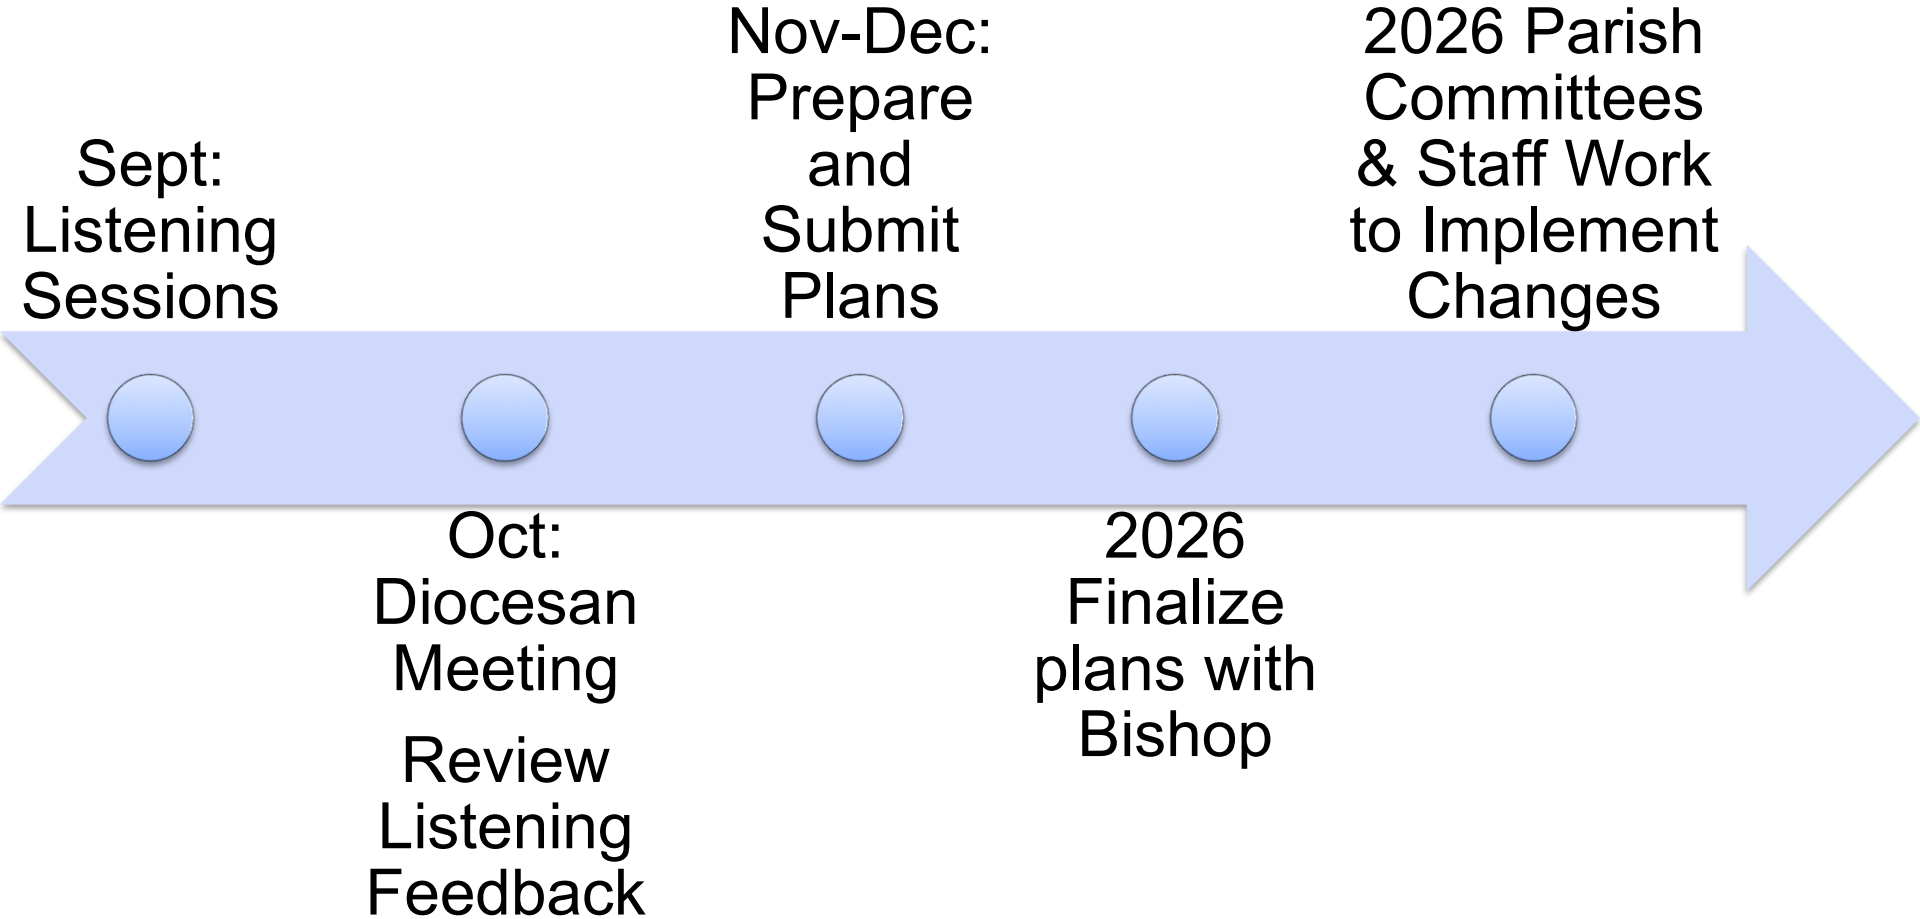 Sept:
Listening
Sessions
Oct:
Diocesan
Meeting
Review
Listening
Feedback
Nov-Dec:
Prepare
and
Submit
Plans
2026
Finalize
plans with
Bishop
2026 Parish
Committees
& Staff Work
to Implement
Changes